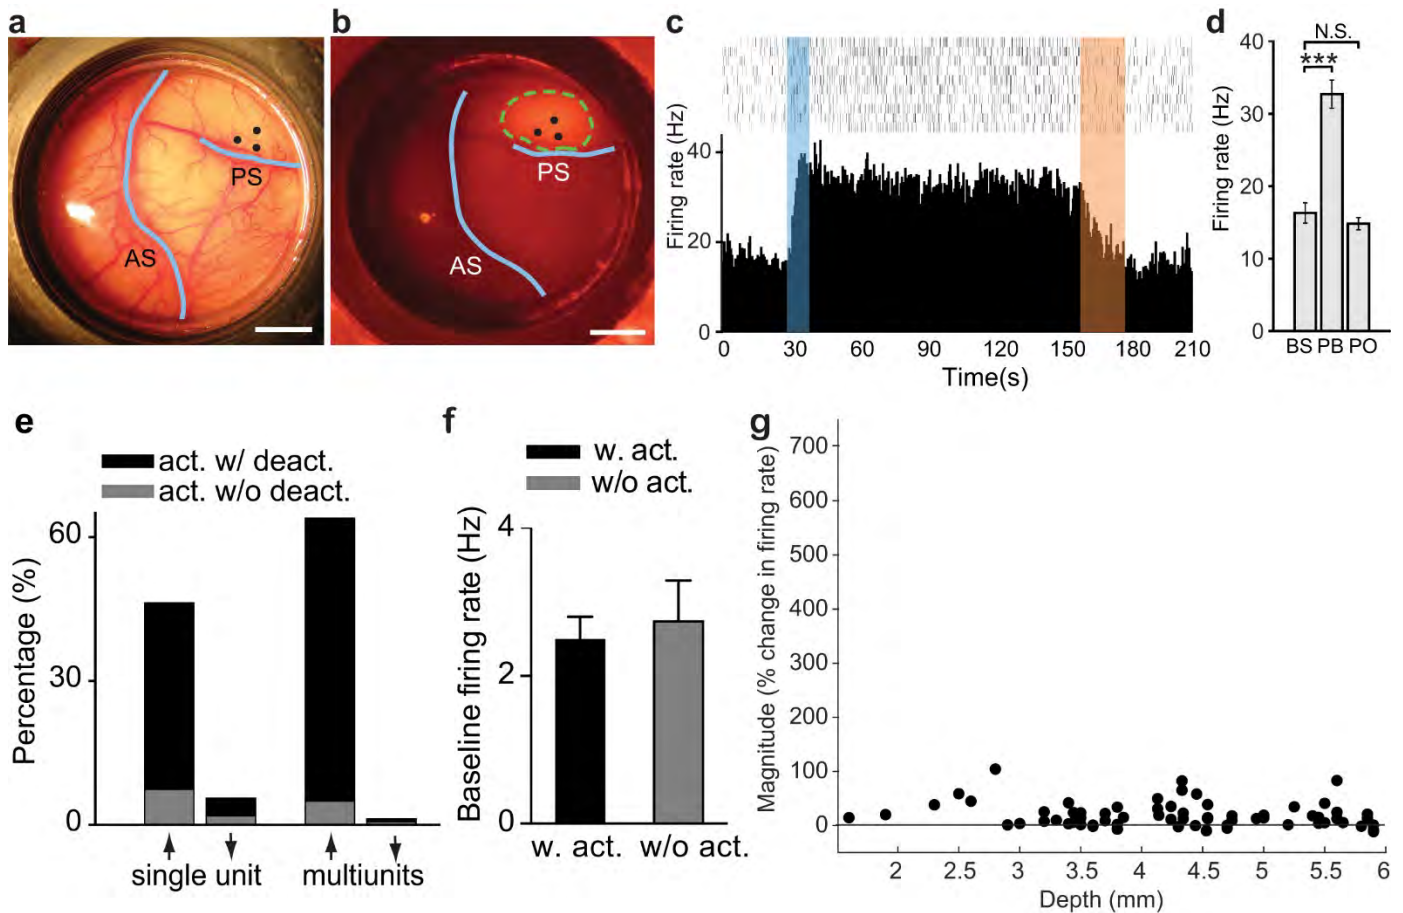 a
PS
AS
b
PS
AS
c
Firing rate (Hz)
40
20
0
0 30 60 90 120 150 180 210
Time(s)
d
N.S.
***
Firing rate (Hz)
40
30
20
10
0
BS PB PO
e
act. w/ deact.
act. w/o deact.
Percentage (%)
60
30
0
single unit multiunits
f
w. act.
w/o act.
Baseline firing rate (Hz)
4
2
0
w. act. w/o act.
g
Magnitude (% change in firing rate)
700
600
500
400
300
200
100
0
2 2.5 3 3.5 4 4.5 5 5.5 6
Depth (mm)